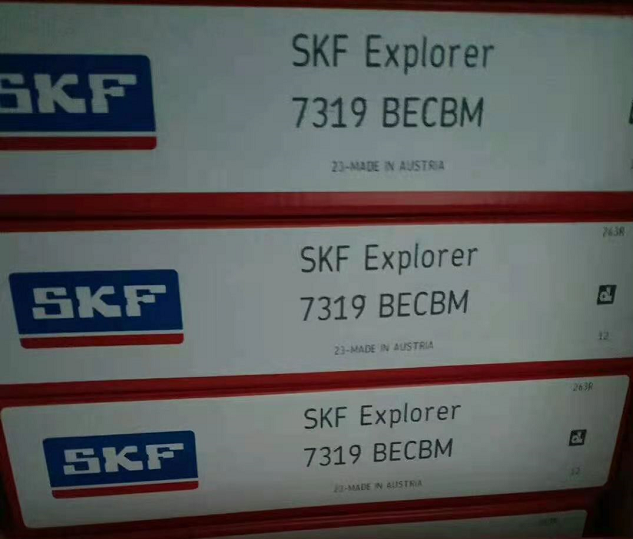 SKF
SKF Explorer
7319 BECBM
23-MADE IN AUSTRIA
SKF
SKF Explorer
7319 BECBM
23-MADE IN AUSTRIA
263R
12
SKF
SKF Explorer
7319 BECBM
23-MADE IN AUSTRIA
263R
12